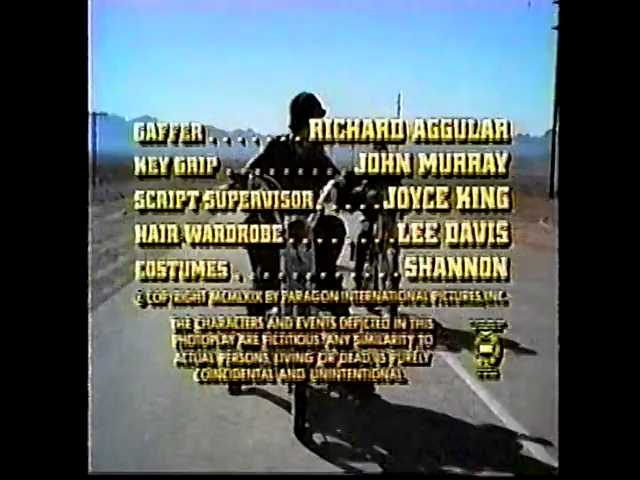 GAFFER........RICHARD AGGULAR
KEY GRIP............JOHN MURRAY
SCRIPT SUPERVISOR......JOYCE KING
HAIR WARDROBE........LEE DAVIS
COSTUMES..............SHANNON
© COPYRIGHT MCMLXIX BY PARAGON INTERNATIONAL PICTURES, INC.
THE CHARACTERS AND EVENTS DEPICTED IN THIS
PHOTOPLAY ARE FICTITIOUS. ANY SIMILARITY TO
ACTUAL PERSONS, LIVING OR DEAD, IS PURELY
COINCIDENTAL AND UNINTENTIONAL.